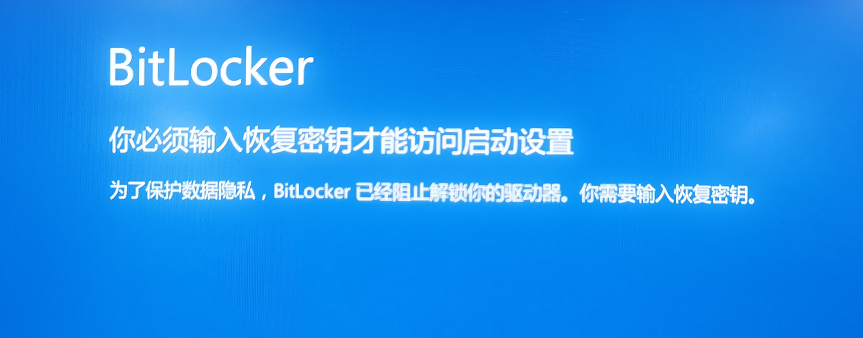 BitLocker
你必须输入恢复密钥才能访问启动设置
为了保护数据隐私，BitLocker 已经阻止解锁你的驱动器。你需要输入恢复密钥。